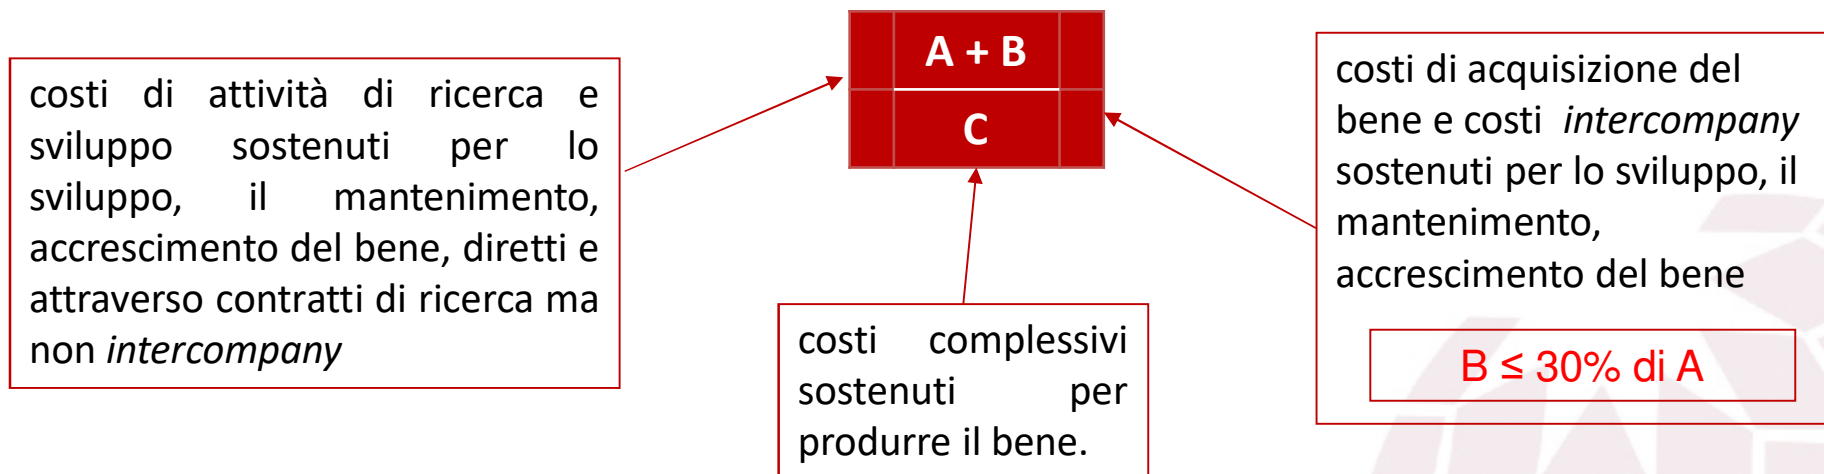 A + B
C
costi di attività di ricerca e
sviluppo sostenuti per lo
sviluppo, il mantenimento,
accrescimento del bene, diretti e
attraverso contratti di ricerca ma
non intercompany
costi complessivi
sostenuti per
produrre il bene.
costi di acquisizione del
bene e costi intercompany
sostenuti per lo sviluppo, il
mantenimento,
accrescimento del bene
B ≤ 30% di A